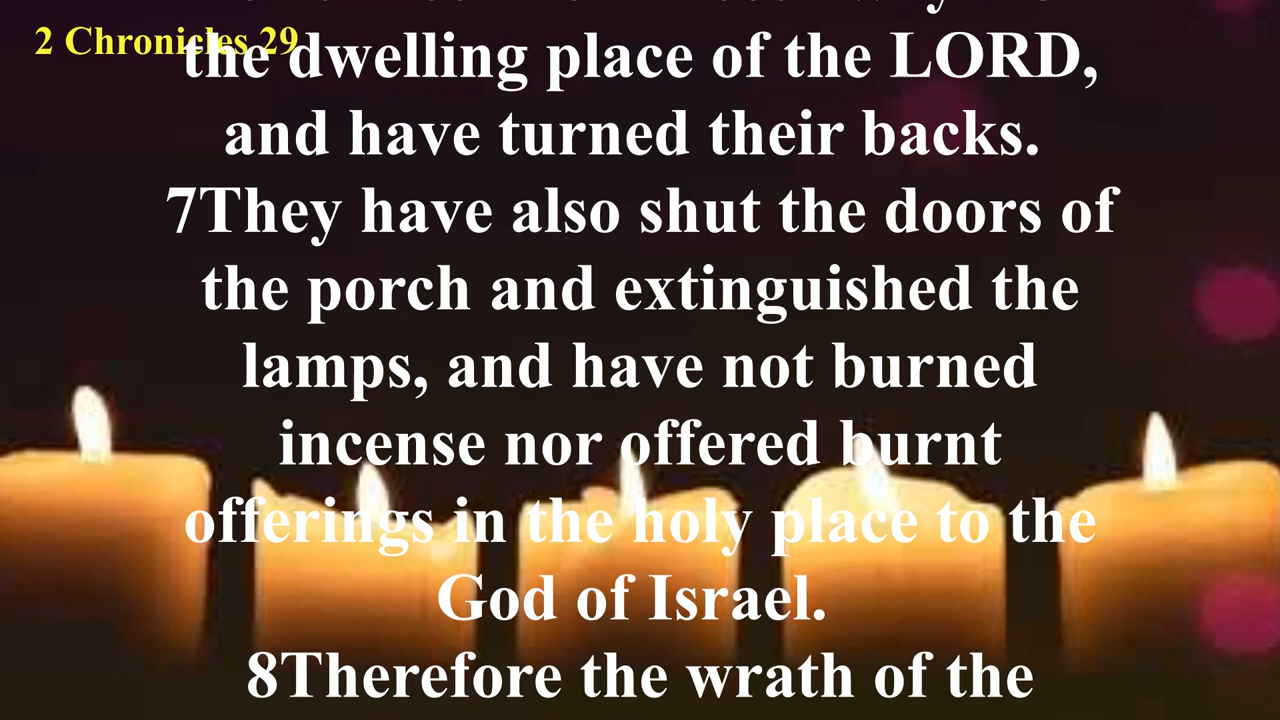 2 Chronicles 29
the dwelling place of the LORD,
and have turned their backs.
7They have also shut the doors of
the porch and extinguished the
lamps, and have not burned
incense nor offered burnt
offerings in the holy place to the
God of Israel.
8Therefore the wrath of the